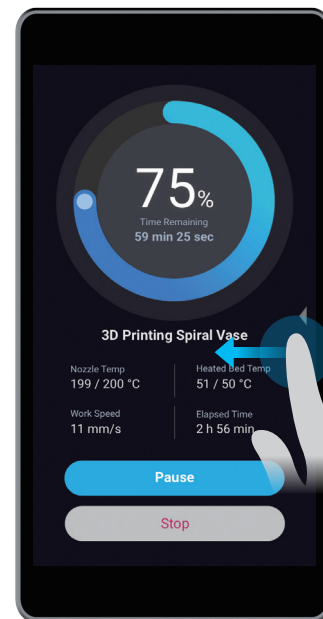 75%
Time Remaining
59 min 25 sec
3D Printing Spiral Vase
Nozzle Temp
199 / 200 °C
Heated Bed Temp
51 / 50 °C
Work Speed
11 mm/s
Elapsed Time
2 h 56 min
Pause
Stop